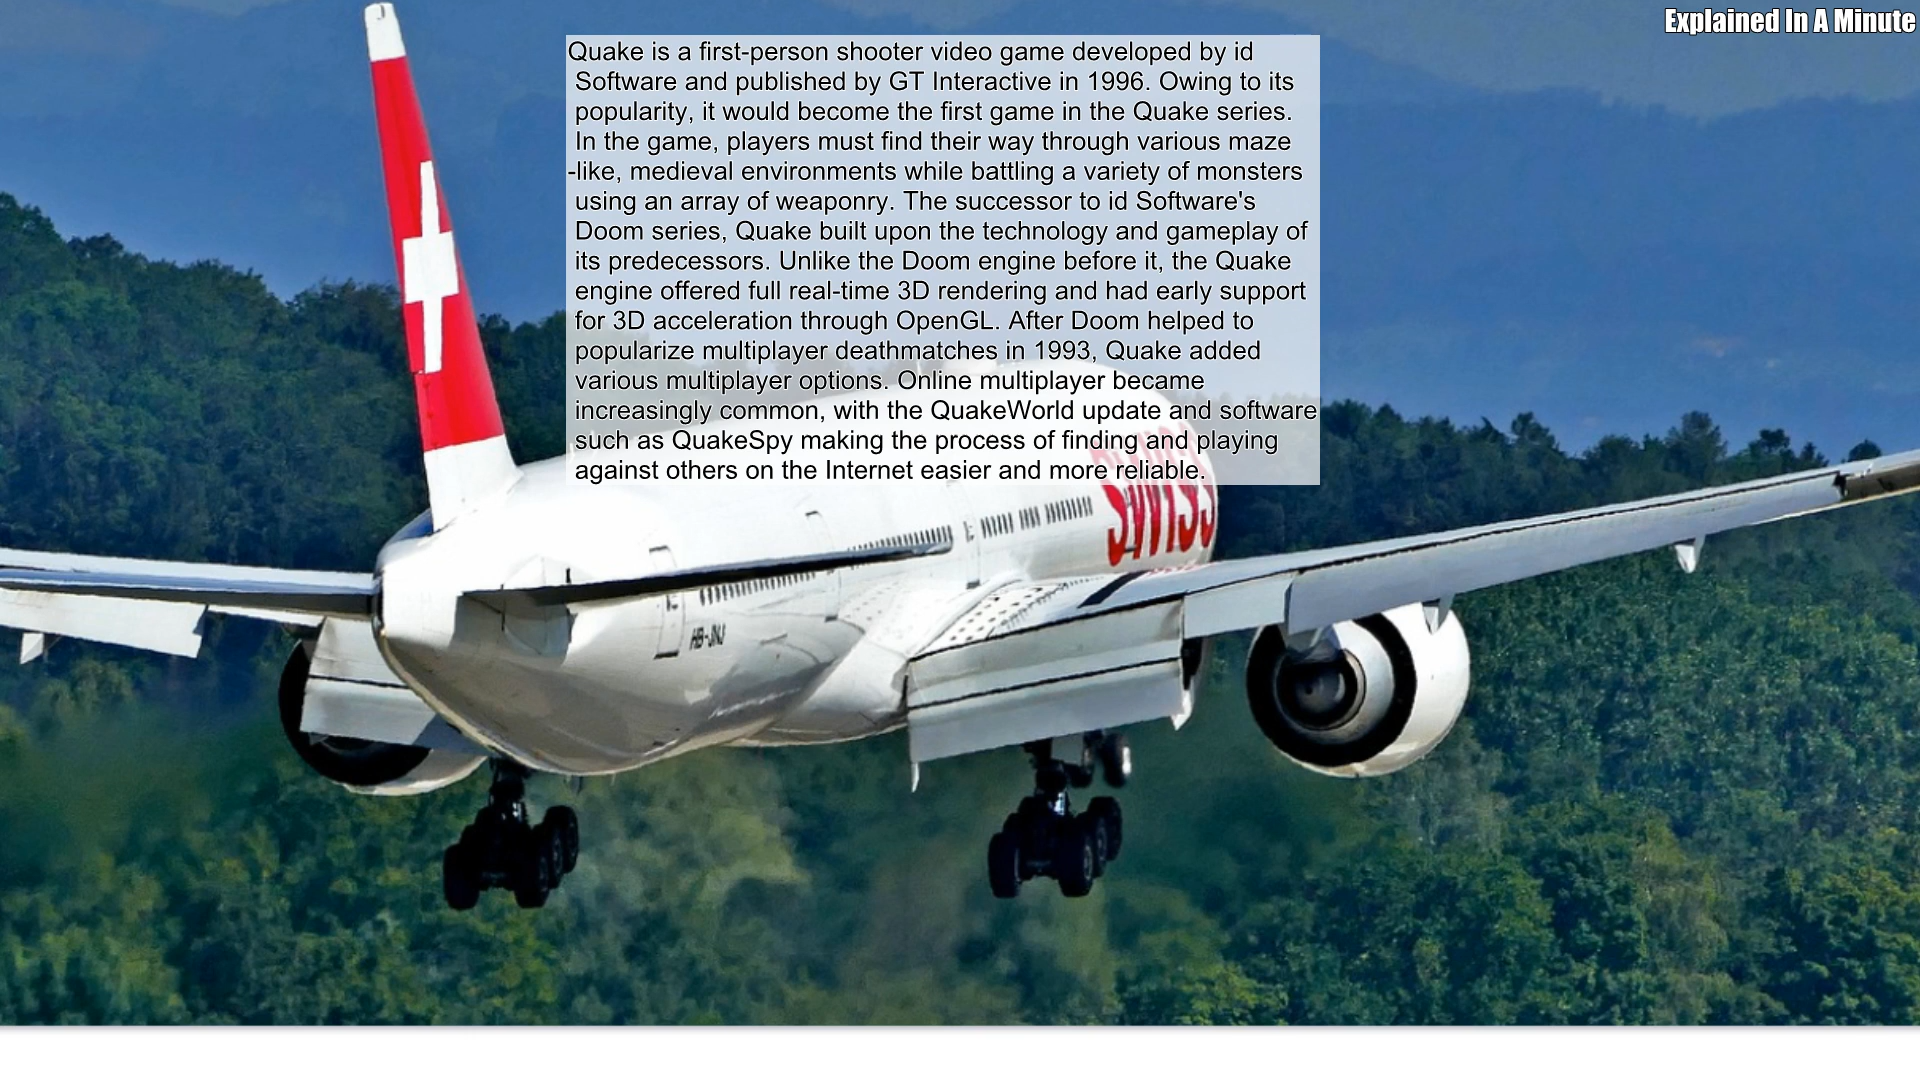 Explained In A Minute
Quake is a first-person shooter video game developed by id
Software and published by GT Interactive in 1996. Owing to its
popularity, it would become the first game in the Quake series.
In the game, players must find their way through various maze
-like, medieval environments while battling a variety of monsters
using an array of weaponry. The successor to id Software's
Doom series, Quake built upon the technology and gameplay of
its predecessors. Unlike the Doom engine before it, the Quake
engine offered full real-time 3D rendering and had early support
for 3D acceleration through OpenGL. After Doom helped to
popularize multiplayer deathmatches in 1993, Quake added
various multiplayer options. Online multiplayer became
increasingly common, with the QuakeWorld update and software
such as QuakeSpy making the process of finding and playing
against others on the Internet easier and more reliable.
SWISS
HB-JNJ